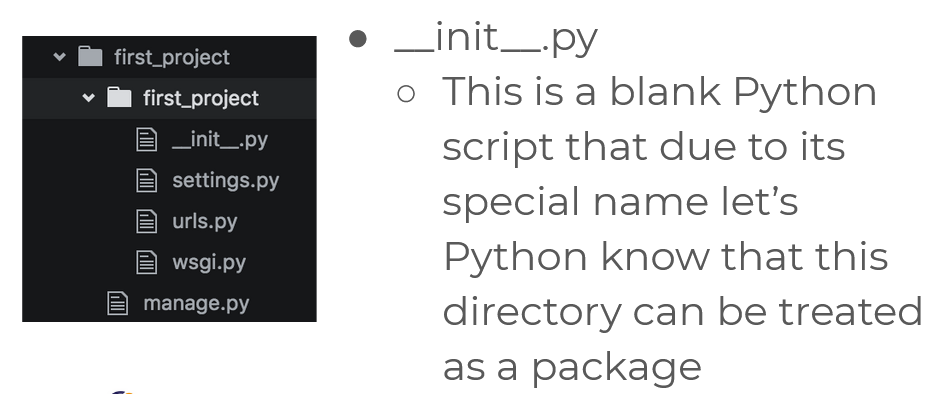 first_project
first_project
__init__.py
settings.py
urls.py
wsgi.py
manage.py
● __init__.py
○ This is a blank Python
script that due to its
special name let’s
Python know that this
directory can be treated
as a package